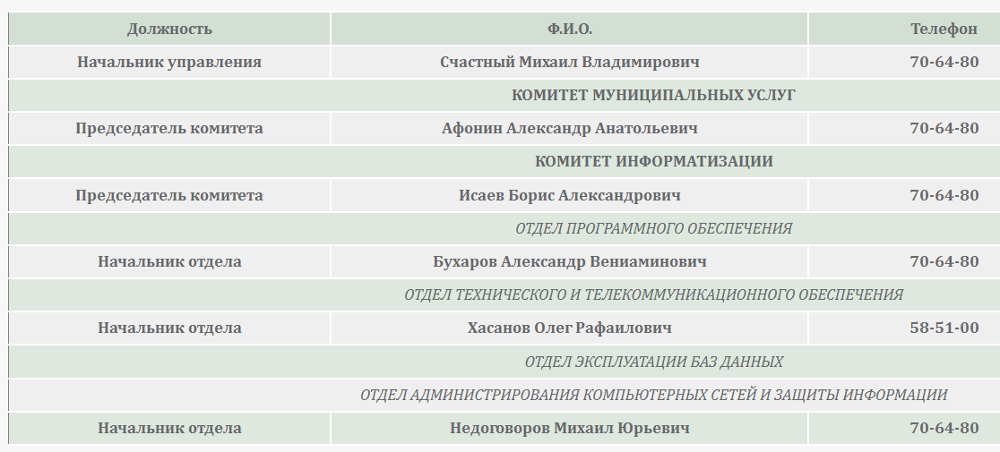 Должность Ф.И.О. Телефон
Начальник управления Счастный Михаил Владимирович 70-64-80
КОМИТЕТ МУНИЦИПАЛЬНЫХ УСЛУГ
Председатель комитета Афонин Александр Анатольевич 70-64-80
КОМИТЕТ ИНФОРМАТИЗАЦИИ
Председатель комитета Исаев Борис Александрович 70-64-80
ОТДЕЛ ПРОГРАММНОГО ОБЕСПЕЧЕНИЯ
Начальник отдела Бухаров Александр Вениаминович 70-64-80
ОТДЕЛ ТЕХНИЧЕСКОГО И ТЕЛЕКОММУНИКАЦИОННОГО ОБЕСПЕЧЕНИЯ
Начальник отдела Хасанов Олег Рафаилович 58-51-00
ОТДЕЛ ЭКСПЛУАТАЦИИ БАЗ ДАННЫХ
ОТДЕЛ АДМИНИСТРИРОВАНИЯ КОМПЬЮТЕРНЫХ СЕТЕЙ И ЗАЩИТЫ ИНФОРМАЦИИ
Начальник отдела Недоговоров Михаил Юрьевич 70-64-80